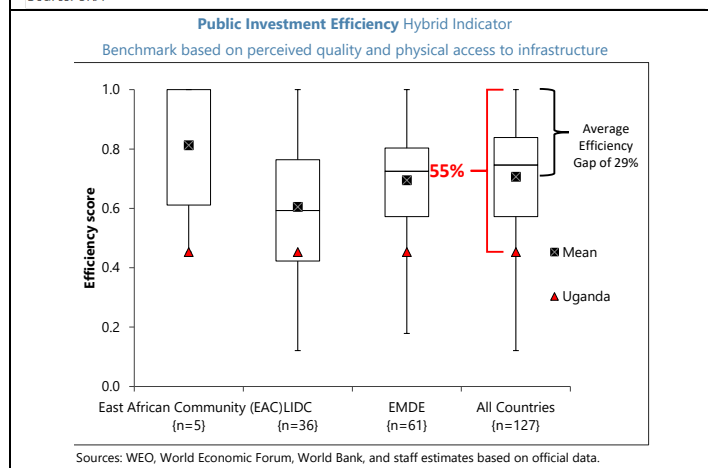 Public Investment Efficiency Hybrid Indicator
Benchmark based on perceived quality and physical access to infrastructure
1.0
0.8
0.6
0.4
0.2
0.0
Efficiency score
55%
Average
Efficiency
Gap of 29%
Mean
Uganda
East African Community (EAC)
{n=5}
LIDC
{n=36}
EMDE
{n=61}
All Countries
{n=127}
Sources: WEO, World Economic Forum, World Bank, and staff estimates based on official data.